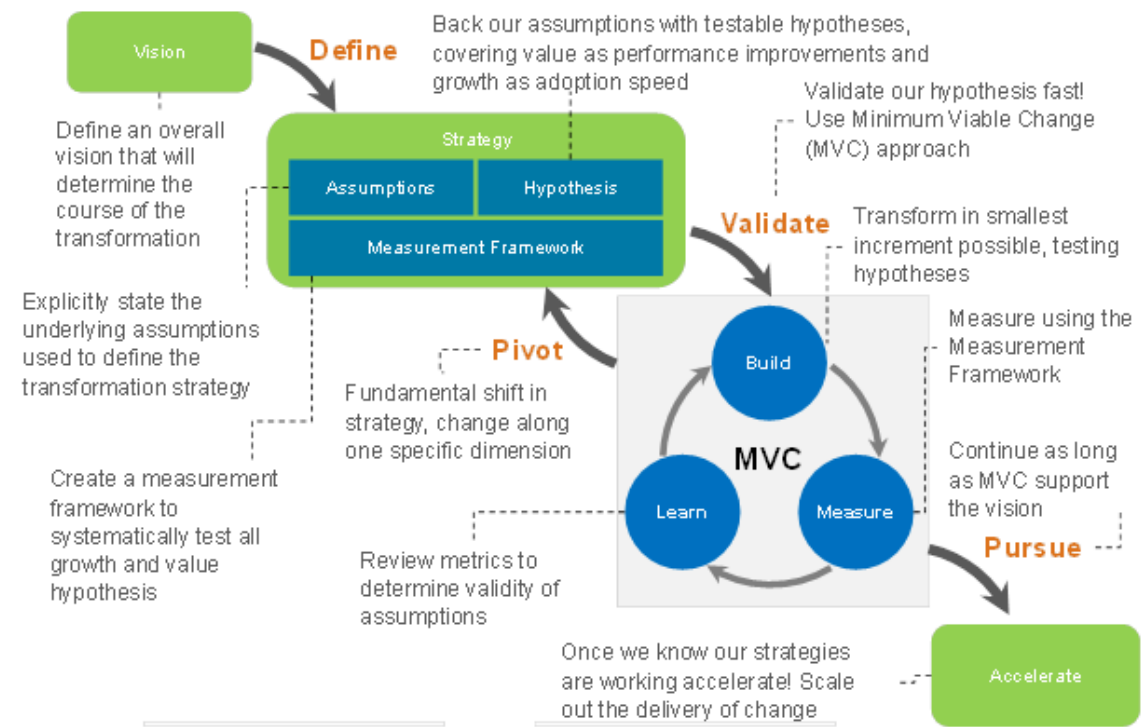 Vision
Define
Back our assumptions with testable hypotheses,
covering value as performance improvements and
growth as adoption speed
Validate our hypothesis fast!
Use Minimum Viable Change
(MVC) approach
Define an overall
vision that will
determine the
course of the
transformation
Strategy
Assumptions
Hypothesis
Measurement Framework
Validate
Transform in smallest
increment possible, testing
hypotheses
Explicitly state the
underlying assumptions
used to define the
transformation strategy
Pivot
Fundamental shift in
strategy, change along
one specific dimension
Build
Measure using the
Measurement
Framework
MVC
Learn
Measure
Create a measurement
framework to
systematically test all
growth and value
hypothesis
Review metrics to
determine validity of
assumptions
Continue as long
as MVC support
the vision
Pursue
Once we know our strategies
are working accelerate! Scale
out the delivery of change
Accelerate